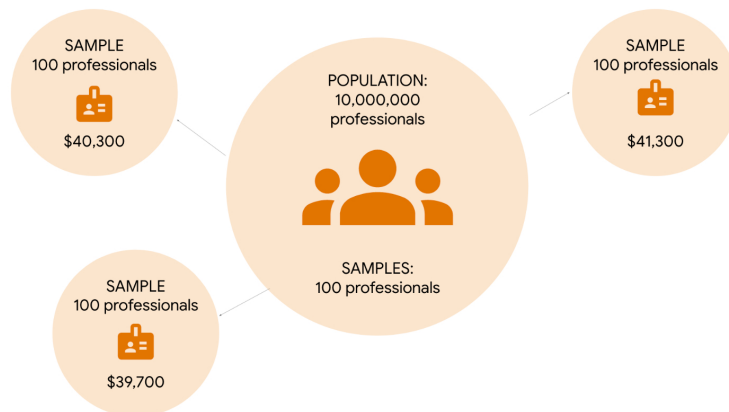 SAMPLE
100 professionals
$40,300
POPULATION:
10,000,000
professionals
SAMPLES:
100 professionals
SAMPLE
100 professionals
$41,300
SAMPLE
100 professionals
$39,700